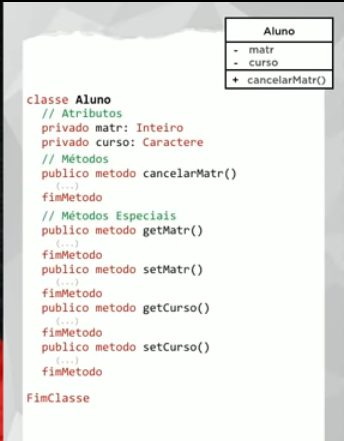 Aluno
- matr
- curso
+ cancelarMatr()
classe Aluno
// Atributos
privado matr: Inteiro
privado curso: Caractere
// Métodos
publico metodo cancelarMatr()
(...)
fimMetodo
// Métodos Especiais
publico metodo getMatr()
(...)
fimMetodo
publico metodo setMatr()
(...)
fimMetodo
publico metodo getCurso()
(...)
fimMetodo
publico metodo setCurso()
(...)
fimMetodo
FimClasse